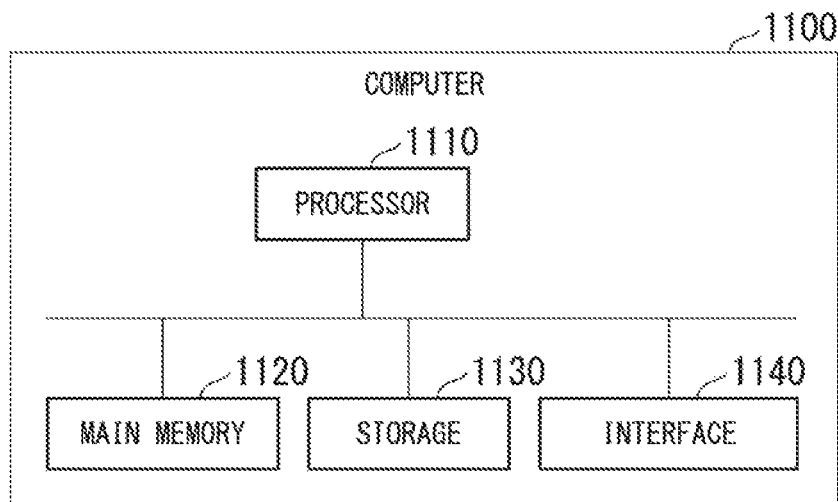 1100
COMPUTER
1110
PROCESSOR
1120
1130
1140
MAIN MEMORY
STORAGE
INTERFACE